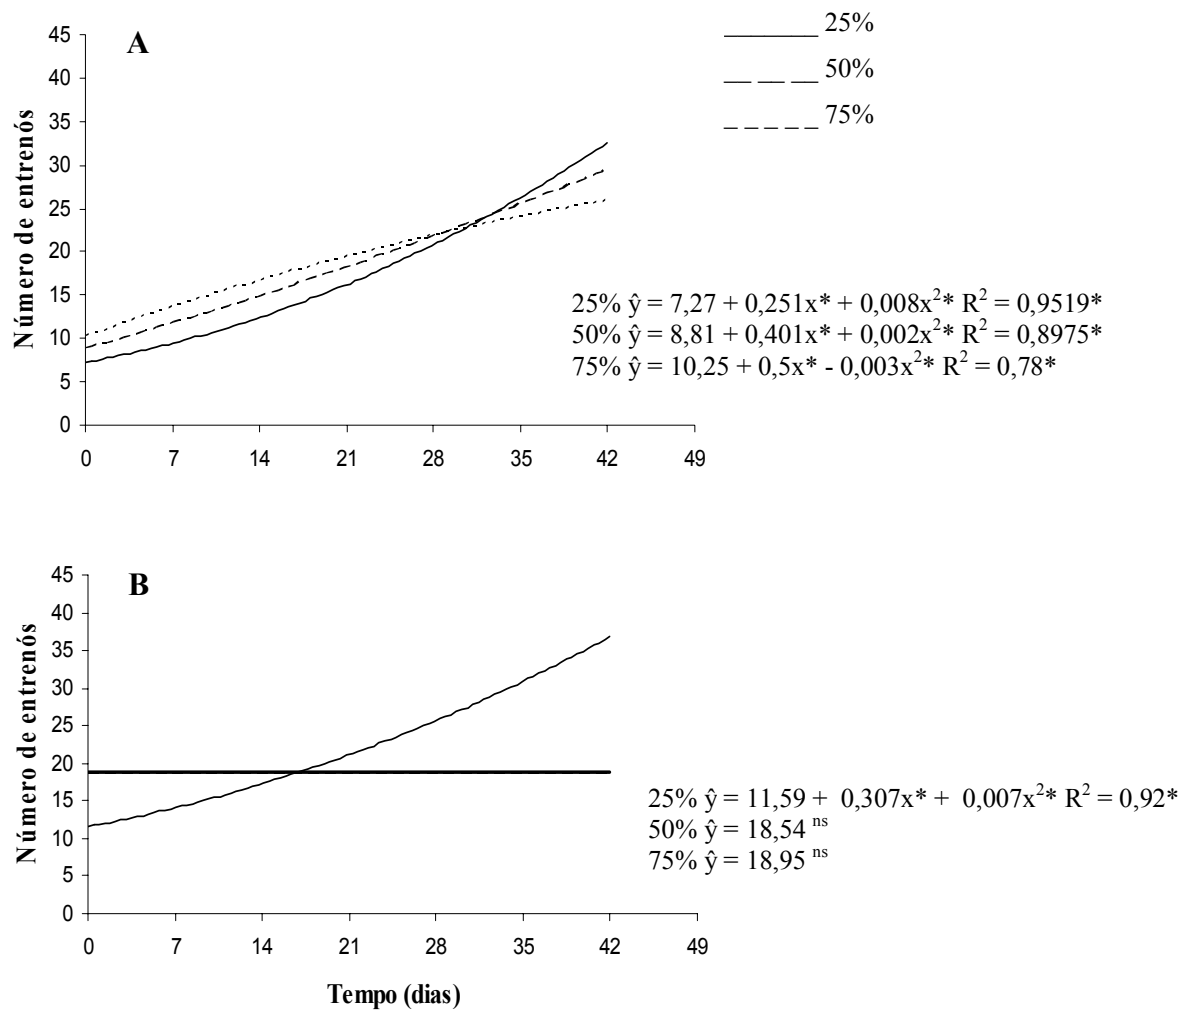 A
25%
50%
75%
Número de entrenós
45
40
35
30
25
20
15
10
5
0
0 7 14 21 28 35 42 49
25% ŷ = 7,27 + 0,251x* + 0,008x²* R² = 0,9519*
50% ŷ = 8,81 + 0,401x* + 0,002x²* R² = 0,8975*
75% ŷ = 10,25 + 0,5x* - 0,003x²* R² = 0,78*
B
Número de entrenós
45
40
35
30
25
20
15
10
5
0
0 7 14 21 28 35 42 49
25% ŷ = 11,59 + 0,307x* + 0,007x²* R² = 0,92*
50% ŷ = 18,54 ns
75% ŷ = 18,95 ns
Tempo (dias)